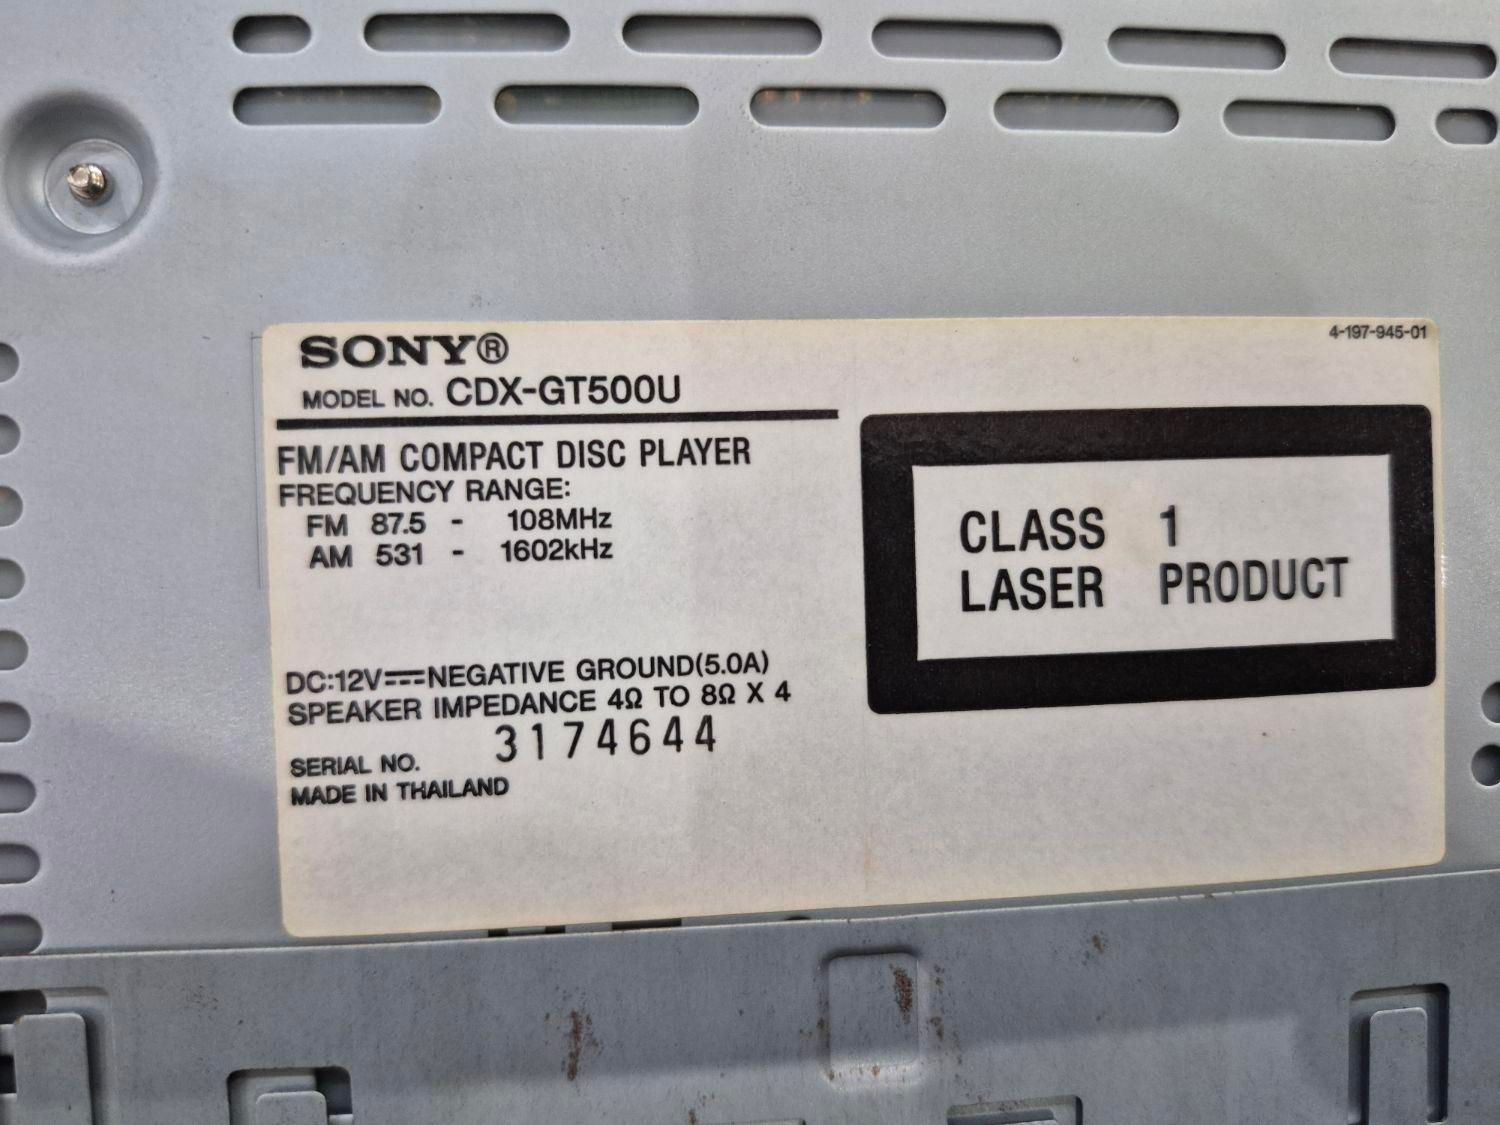 SONY®
4-197-945-01
MODEL NO. CDX-GT500U
FM/AM COMPACT DISC PLAYER
FREQUENCY RANGE:
FM 87.5 - 108MHz
AM 531 - 1602kHz
CLASS 1
LASER PRODUCT
DC:12V⎓NEGATIVE GROUND(5.0A)
SPEAKER IMPEDANCE 4Ω TO 8Ω X 4
SERIAL NO. 3174644
MADE IN THAILAND